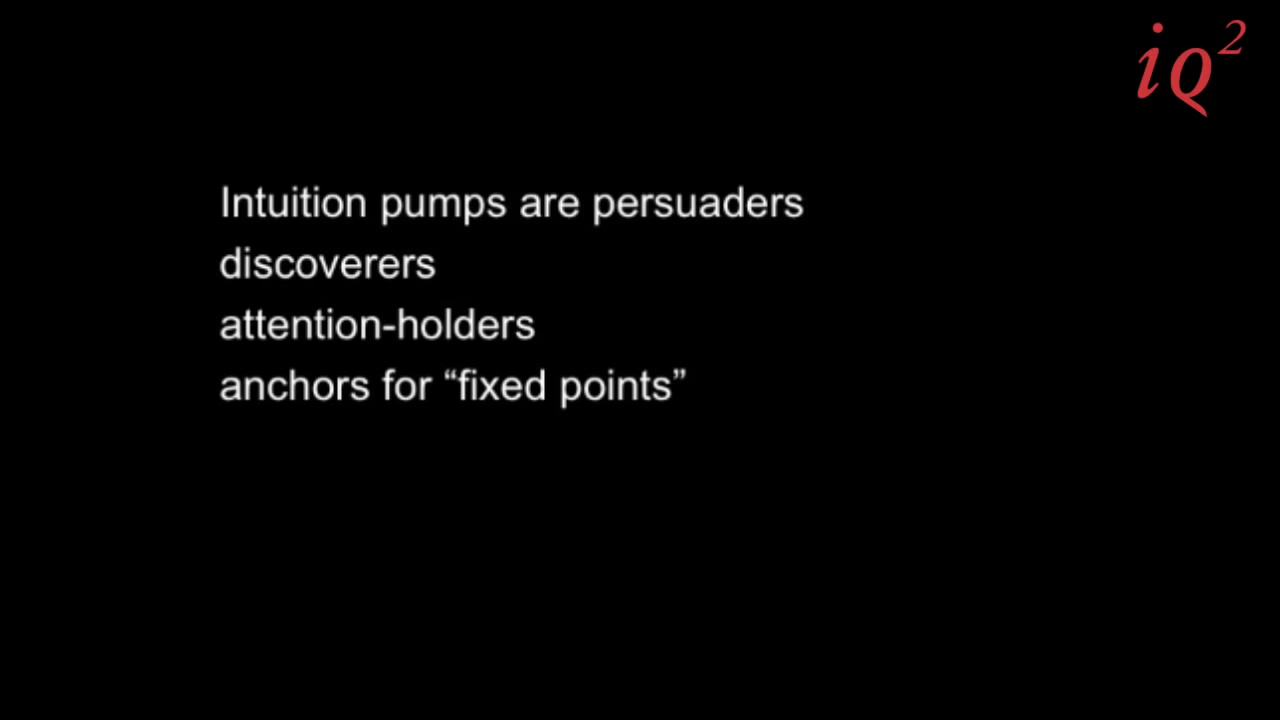 iq²
Intuition pumps are persuaders
discoverers
attention-holders
anchors for “fixed points”